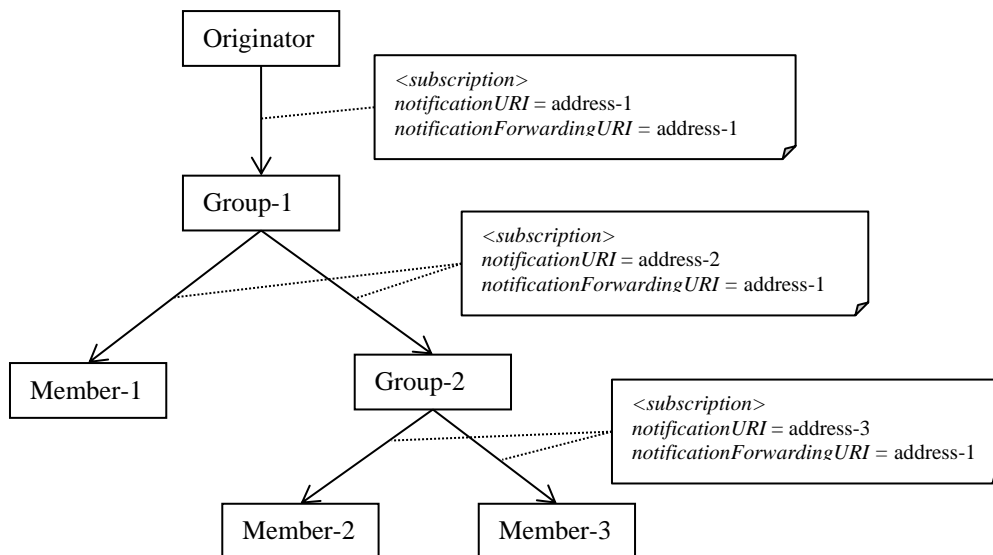 Originator
<subscription>
notificationURI = address-1
notificationForwardingURI = address-1
Group-1
<subscription>
notificationURI = address-2
notificationForwardingURI = address-1
Member-1
Group-2
<subscription>
notificationURI = address-3
notificationForwardingURI = address-1
Member-2
Member-3